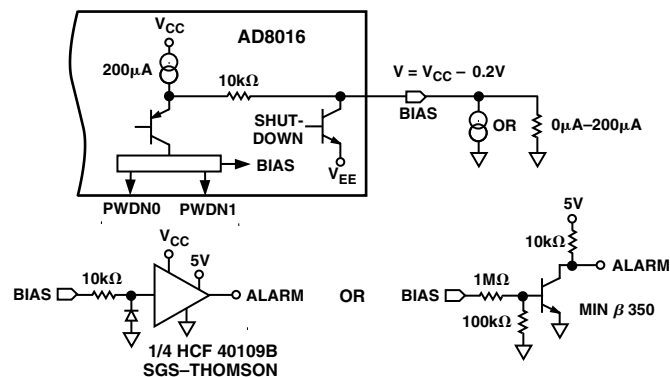 V_CC
AD8016
200μA
10kΩ
V = V_CC – 0.2V
SHUT-
DOWN
BIAS
OR
0μA–200μA
BIAS
V_EE
PWDN0
PWDN1
V_CC
5V
10kΩ
BIAS
ALARM
1/4 HCF 40109B
SGS–THOMSON
OR
5V
10kΩ
ALARM
1MΩ
BIAS
100kΩ
MIN β 350